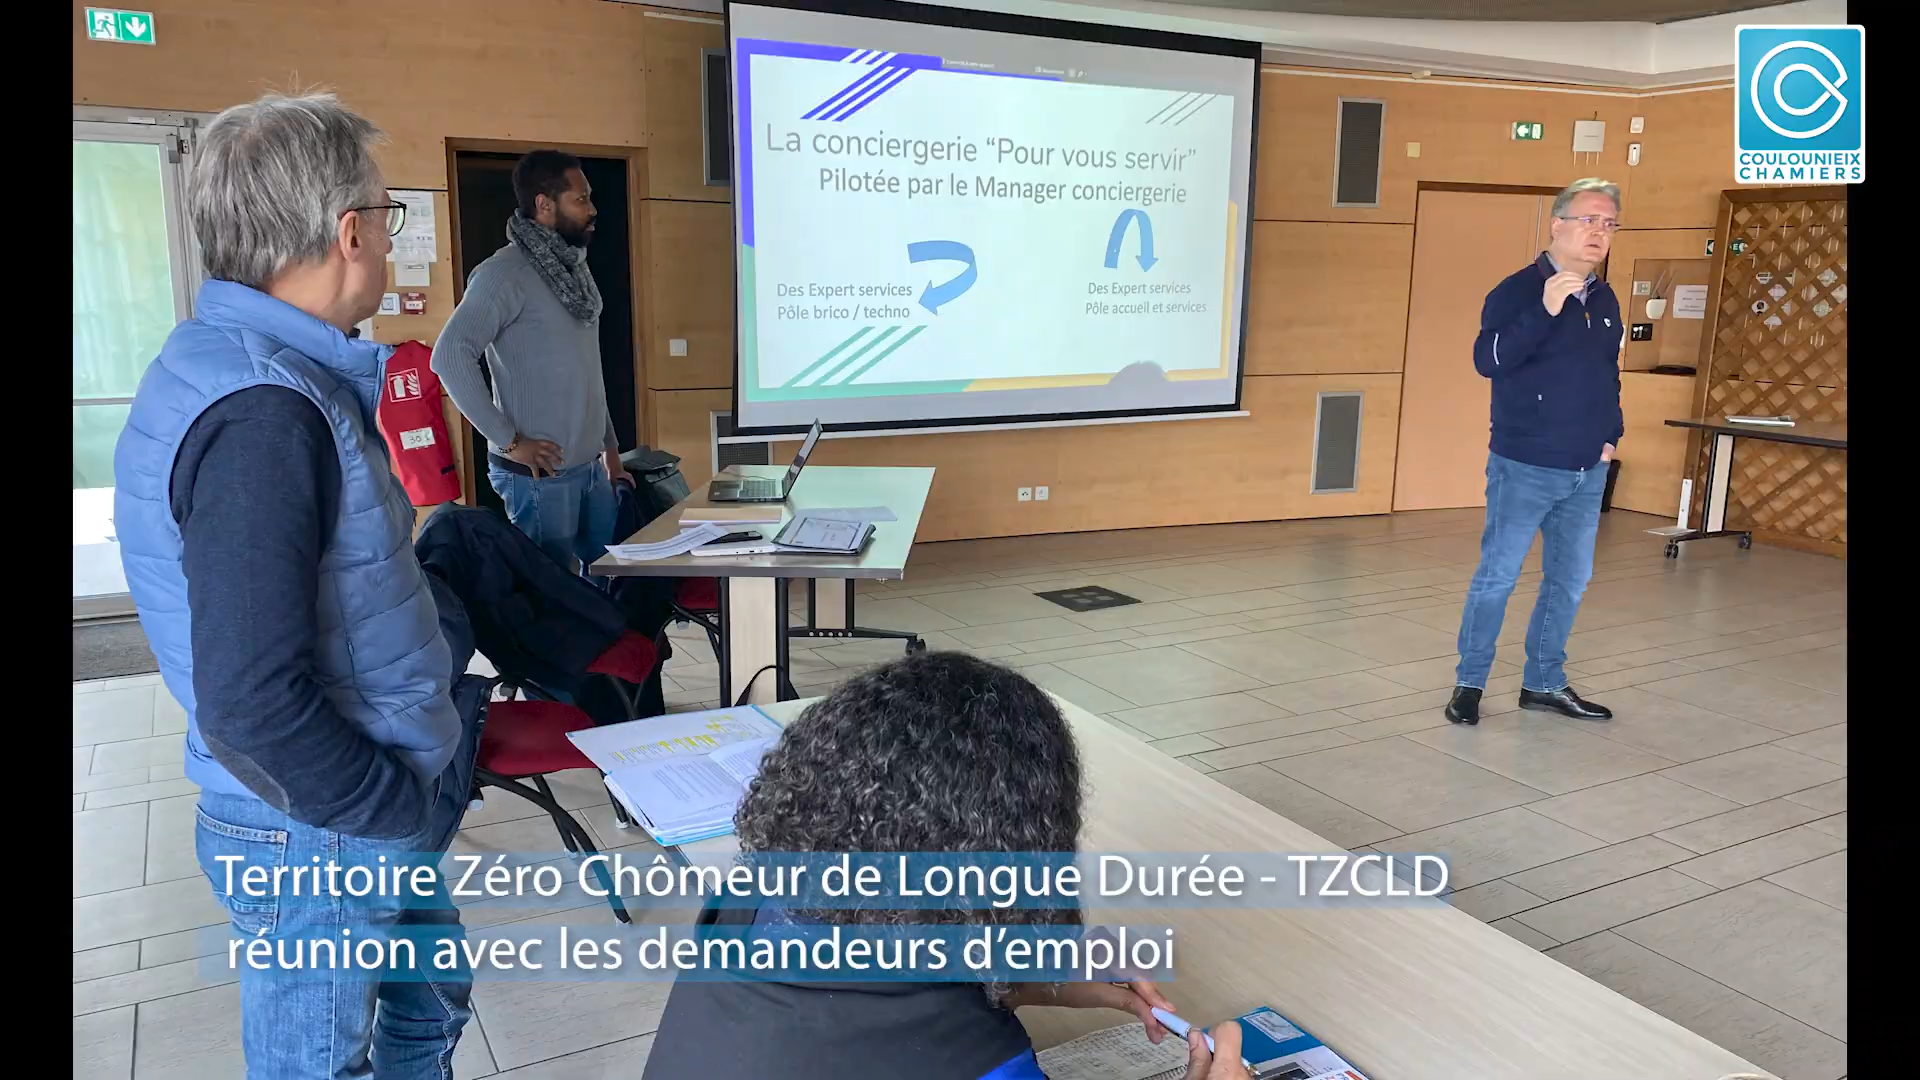 COULOUNIEIX
CHAMIERS
La conciergerie “Pour vous servir”
Pilotée par le Manager conciergerie
Des Expert services
Pôle brico / techno
Des Expert services
Pôle accueil et services
Territoire Zéro Chômeur de Longue Durée - TZCLD
réunion avec les demandeurs d’emploi